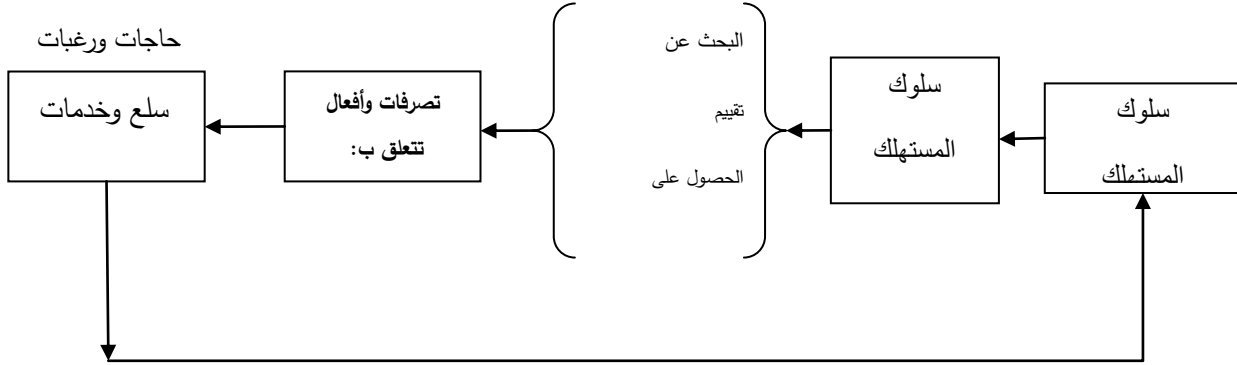 سلوك
المستهلك
سلوك
المستهلك
البحث عن
تقييم
الحصول على
تصرفات وأفعال
تتعلق ب:
حاجات ورغبات
سلع وخدمات